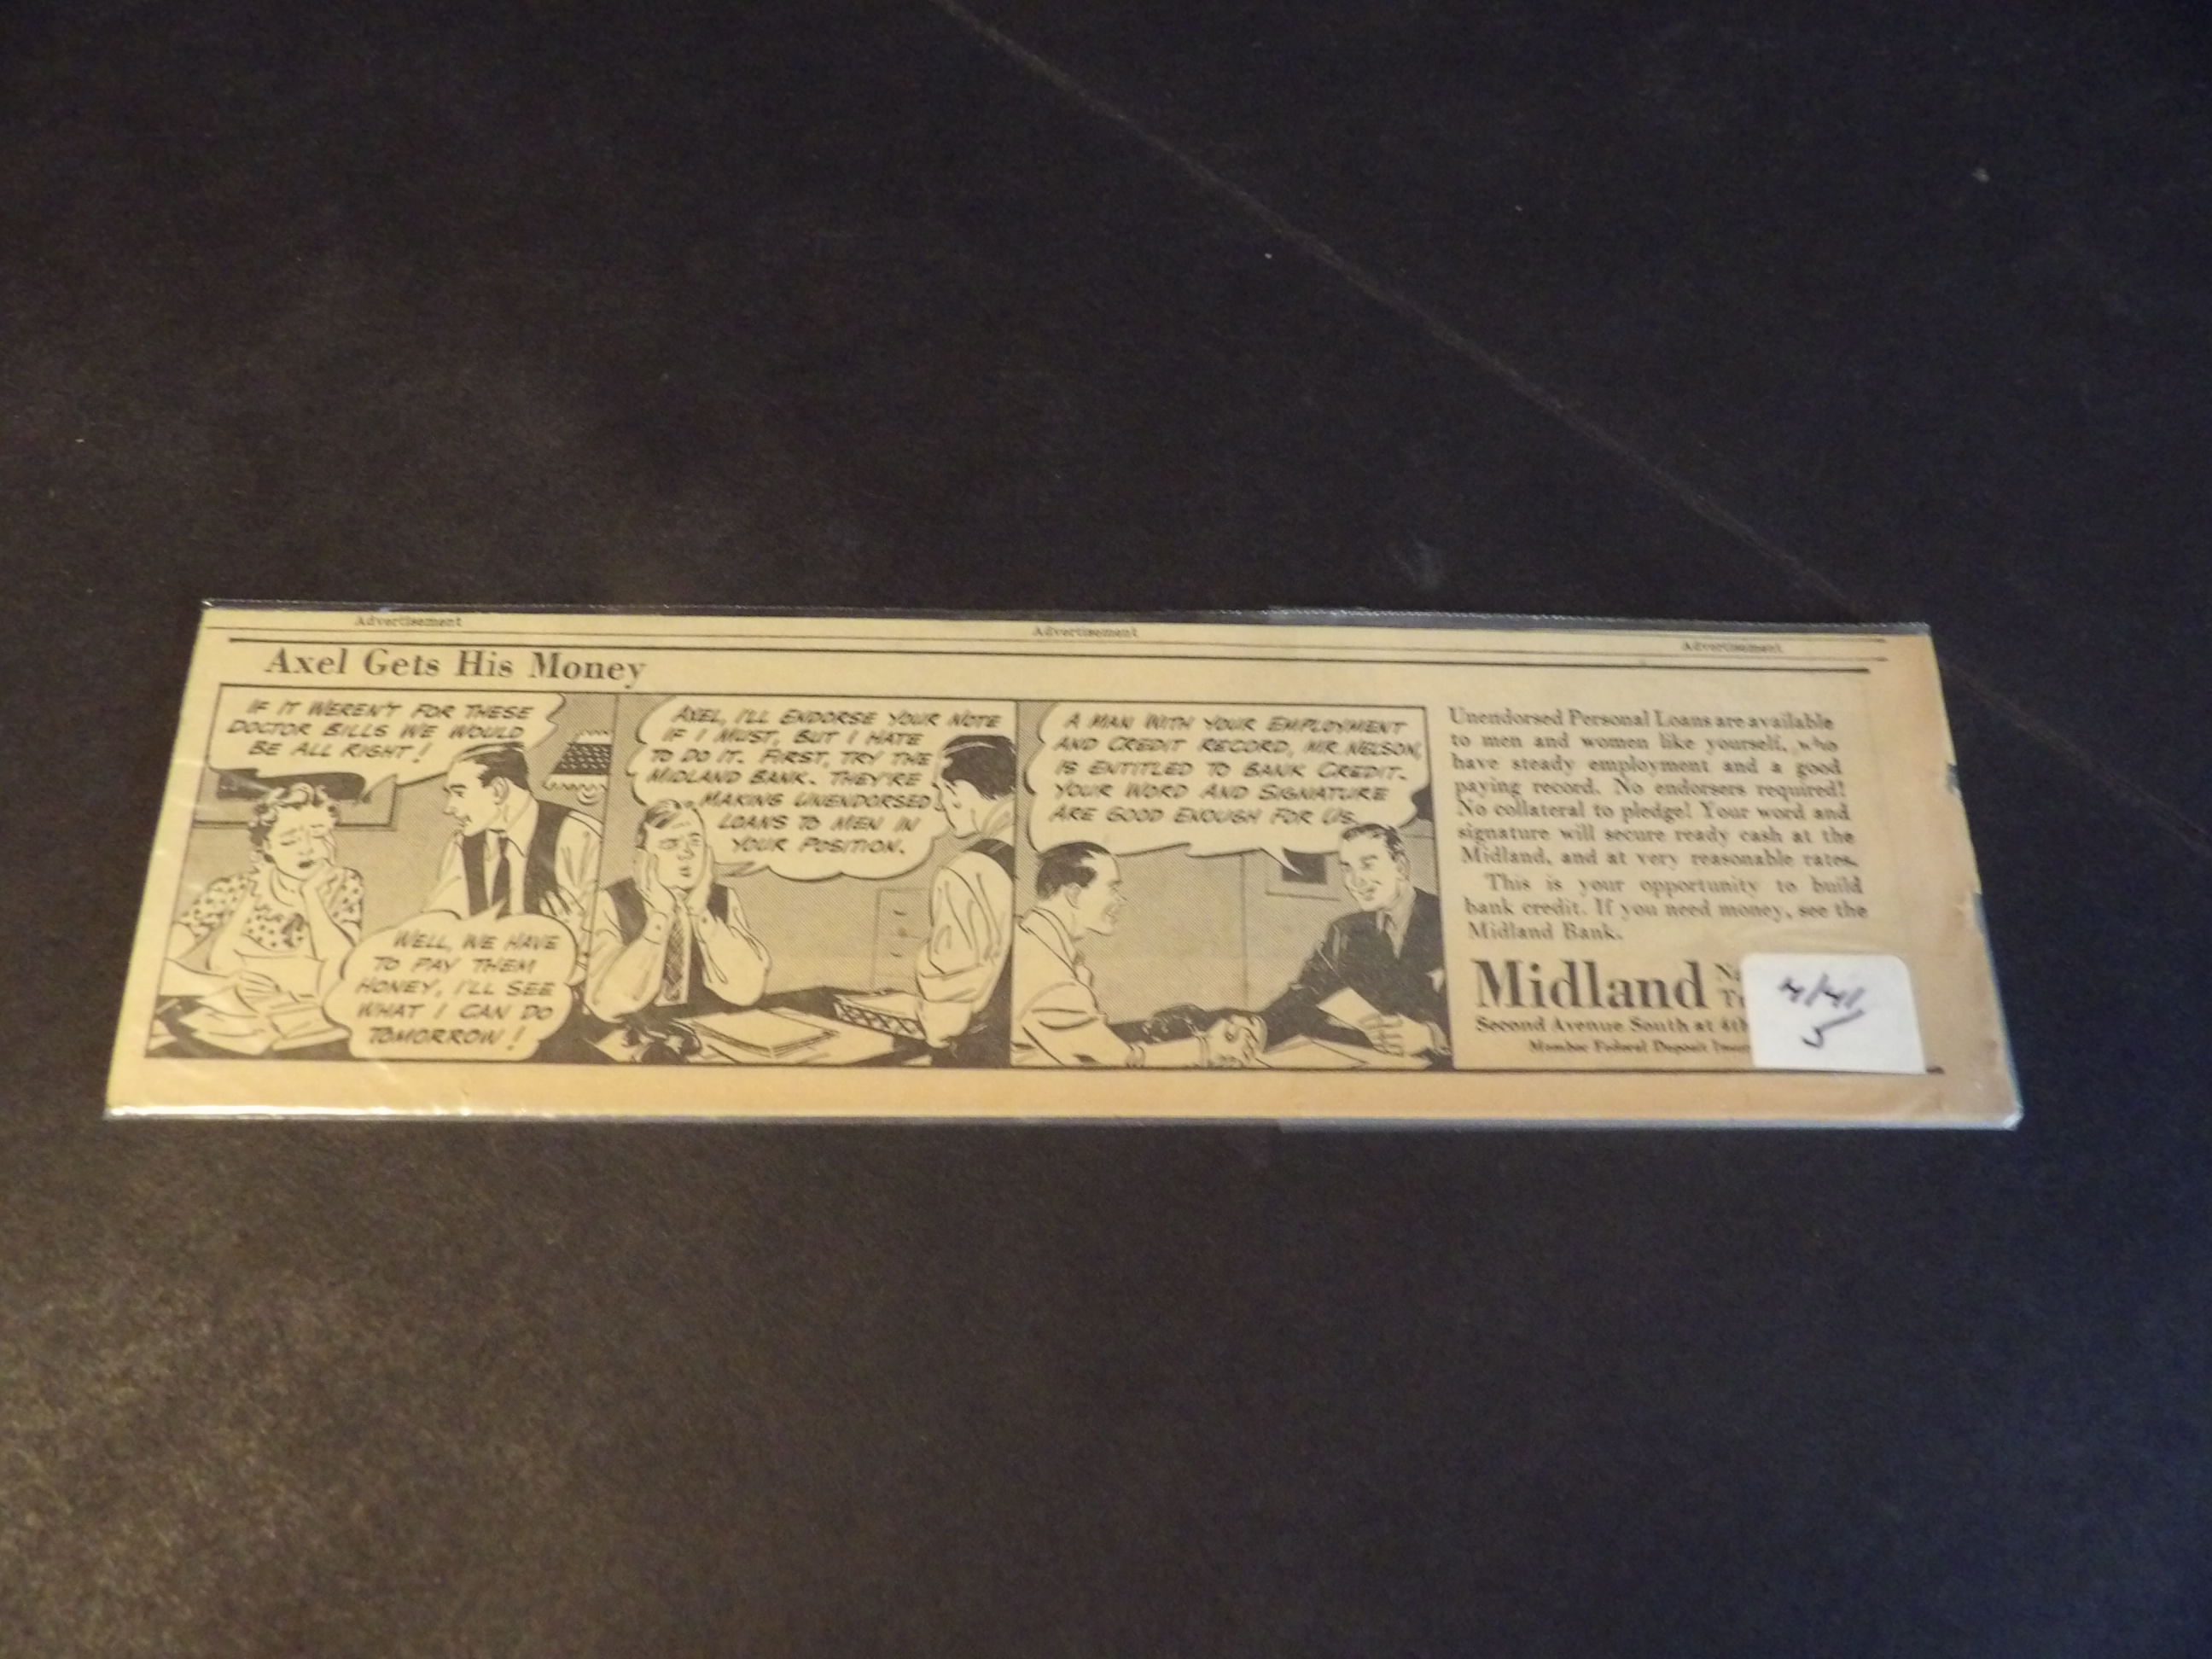 Advertisement Advertisement Advertisement
Axel Gets His Money
IF IT WEREN'T FOR THESE
DOCTOR BILLS WE WOULD
BE ALL RIGHT!
WELL, WE HAVE
TO PAY THEM
HONEY, I'LL SEE
WHAT I CAN DO
TOMORROW!
AXEL, I'LL ENDORSE YOUR NOTE
IF I MUST, BUT I HATE
TO DO IT. FIRST, TRY THE
MIDLAND BANK. THEY'RE
MAKING UNENDORSED
LOANS TO MEN IN
YOUR POSITION.
A MAN WITH YOUR EMPLOYMENT
AND CREDIT RECORD, MR. NELSON,
IS ENTITLED TO BANK CREDIT.
YOUR WORD AND SIGNATURE
ARE GOOD ENOUGH FOR US.
Unendorsed Personal Loans are available
to men and women like yourself, who
have steady employment and a good
paying record. No endorsers required!
No collateral to pledge! Your word and
signature will secure ready cash at the
Midland, and at very reasonable rates.
This is your opportunity to build
bank credit. If you need money, see the
Midland Bank.
Midland
Second Avenue South at 4th
Member Federal Deposit
4/41
5